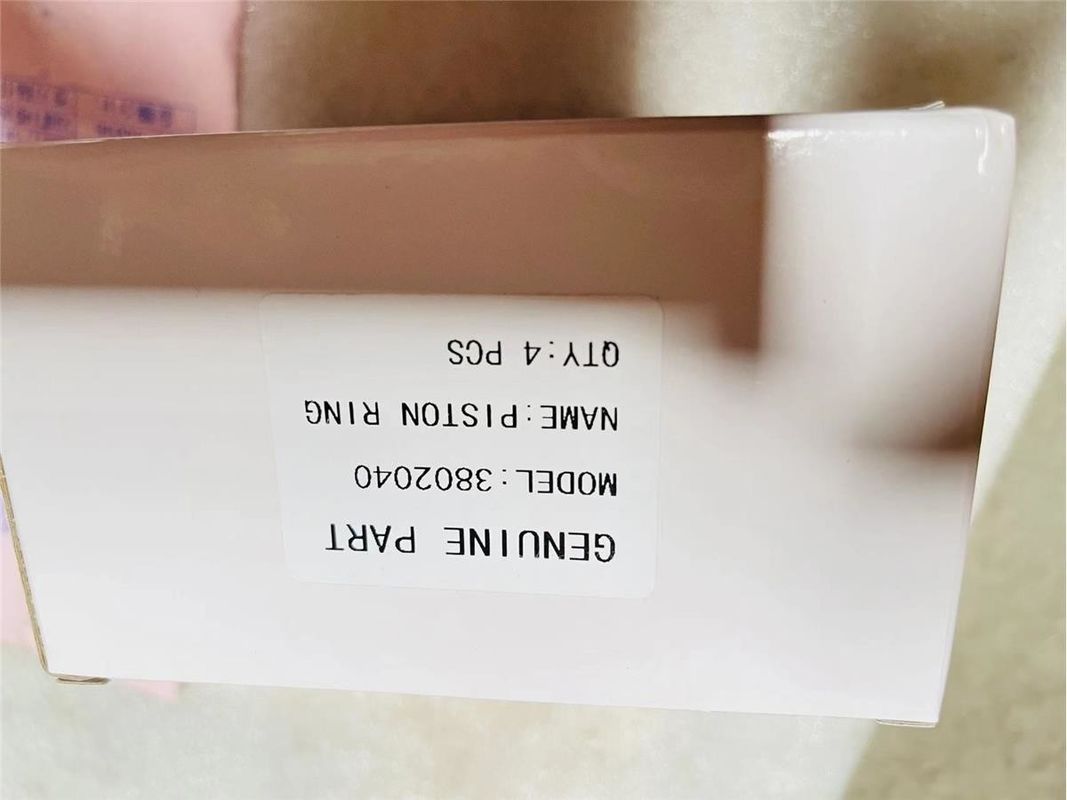 GENUINE PART
MODEL:3802040
NAME:PISTON RING
QTY:4 PCS